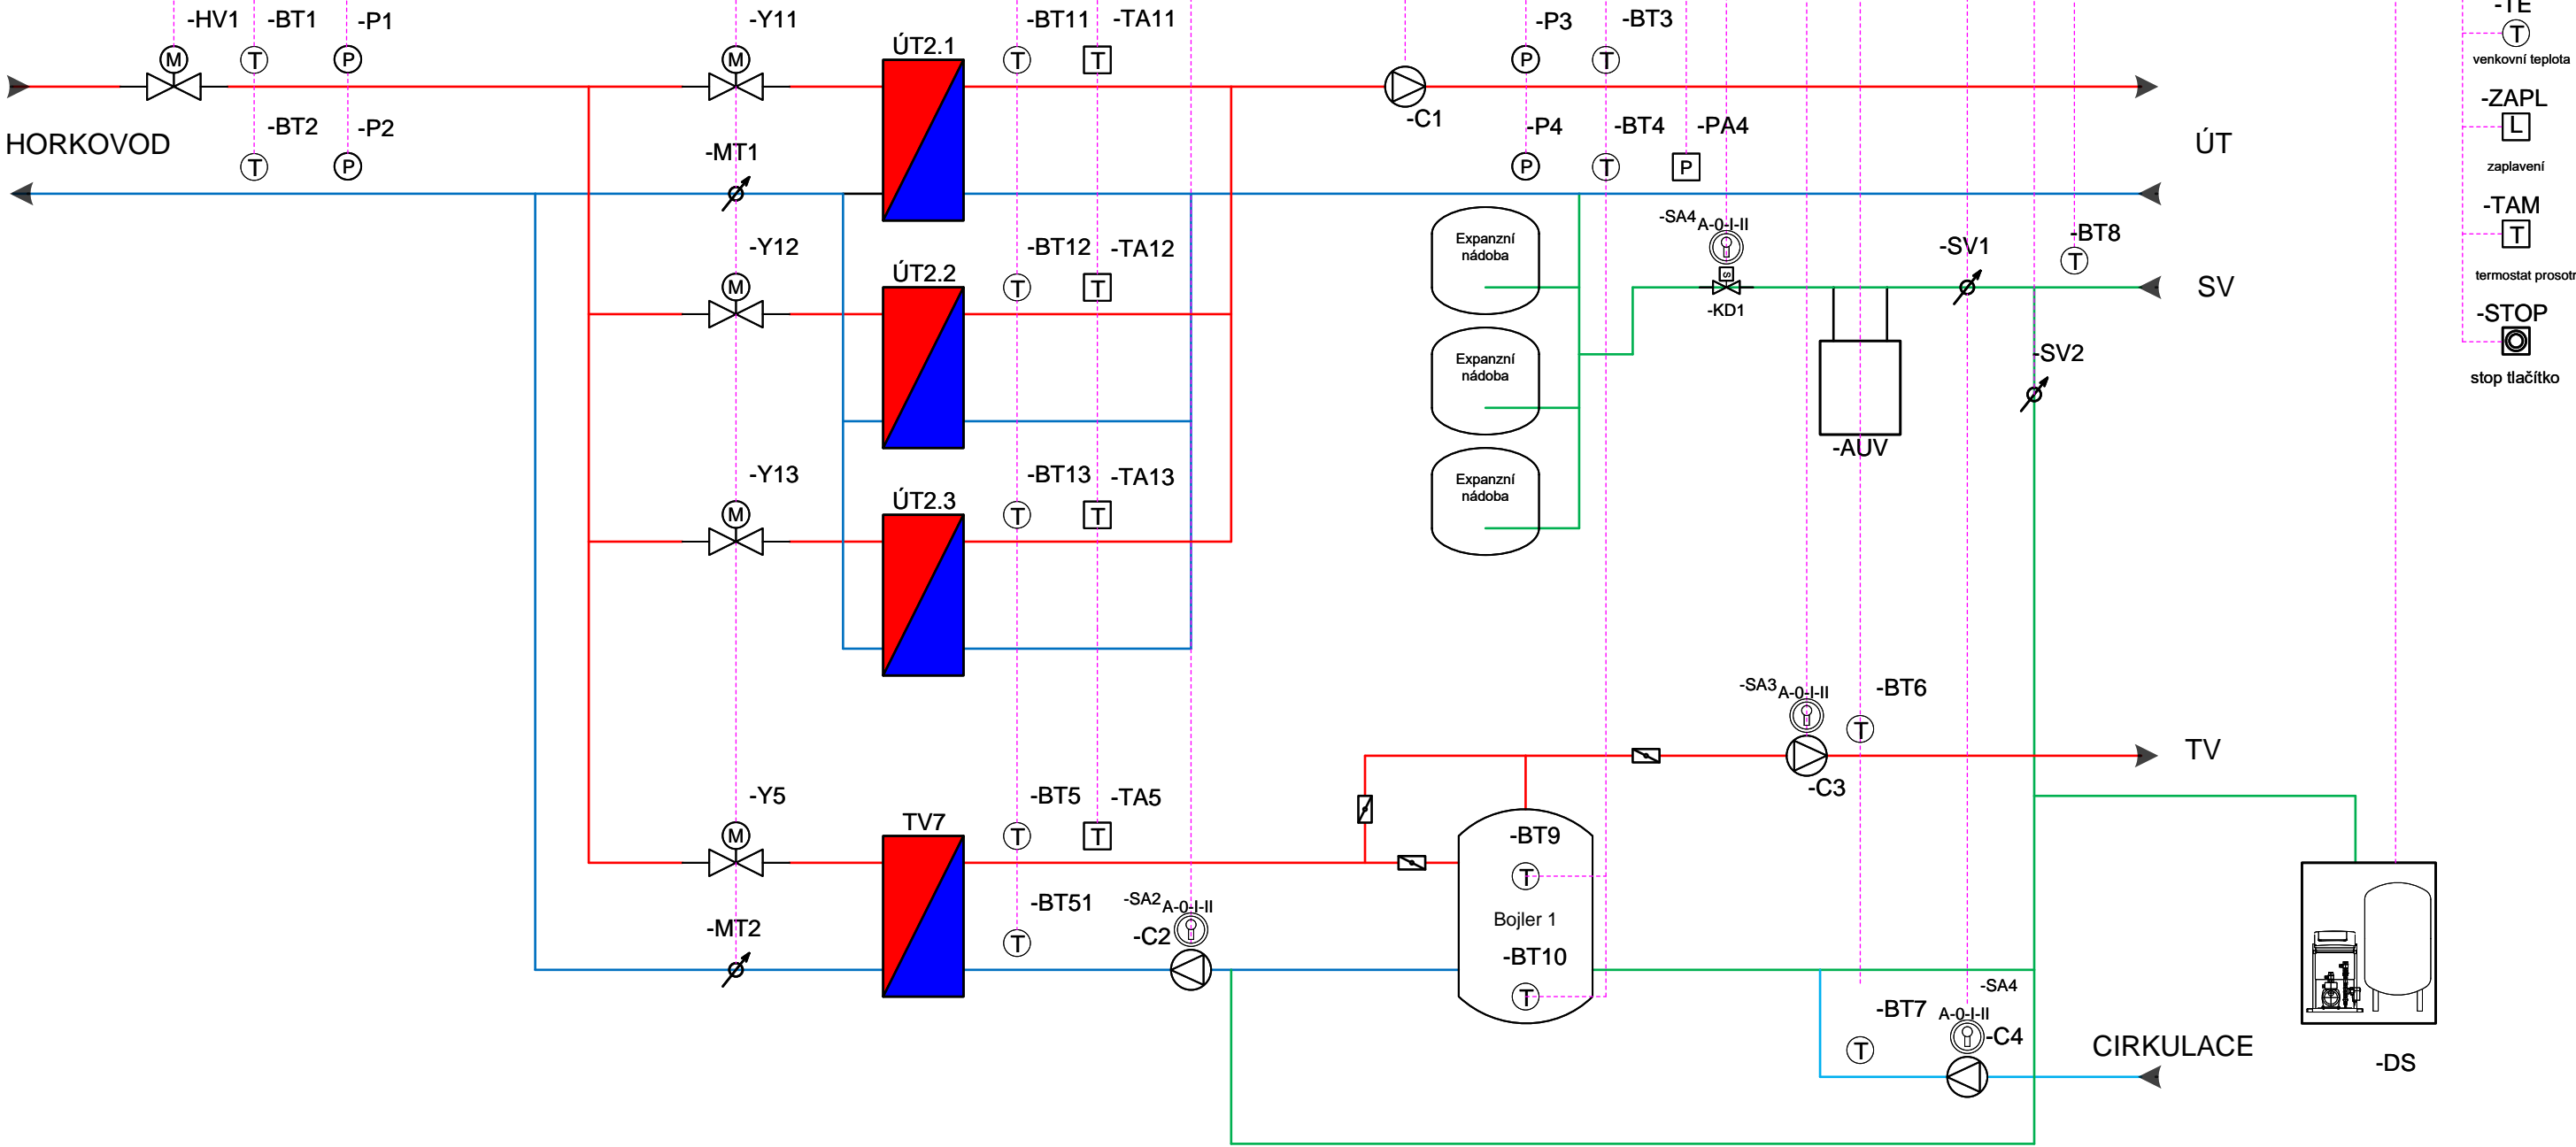 -HV1
-BT1
-P1
-Y11
-BT11
-TA11
-P3
-BT3
-TE
M
T
P
M
ÚT2.1
T
T
P
T
T
venkovní teplota
-BT2
-P2
-C1
-P4
-BT4
-PA4
-ZAPL
L
HORKOVOD
T
P
-MT1
P
T
P
ÚT
zaplavení
-TAM
T
-Y12
-BT12
-TA12
Expanzní
nádoba
-SA4
A-0-I-II
-SV1
-BT8
T
termostat prosotr
M
ÚT2.2
T
T
S
-KD1
SV
-STOP
Expanzní
nádoba
-SV2
stop tlačítko
-AUV
-Y13
-BT13
-TA13
Expanzní
nádoba
M
ÚT2.3
T
T
-SA3
A-0-I-II
-BT6
T
TV
-C3
-Y5
-BT5
-TA5
M
TV7
T
T
-BT9
T
-BT51
T
-SA2
A-0-I-II
-C2
Bojler 1
-MT2
-BT10
T
-SA4
-BT7
A-0-I-II
T
-C4
CIRKULACE
-DS